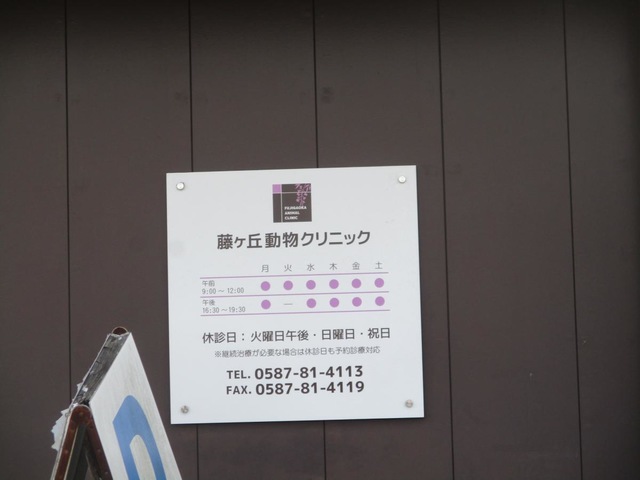 FUJIGAOKA
ANIMAL
CLINIC
藤ヶ丘動物クリニック
月 火 水 木 金 土
午前
9:00～12:00 ● ● ● ● ● ●
午後
16:30～19:30 ● — ● ● ● ●
休診日：火曜日午後・日曜日・祝日
※継続治療が必要な場合は休診日も予約診療対応
TEL. 0587-81-4113
FAX. 0587-81-4119